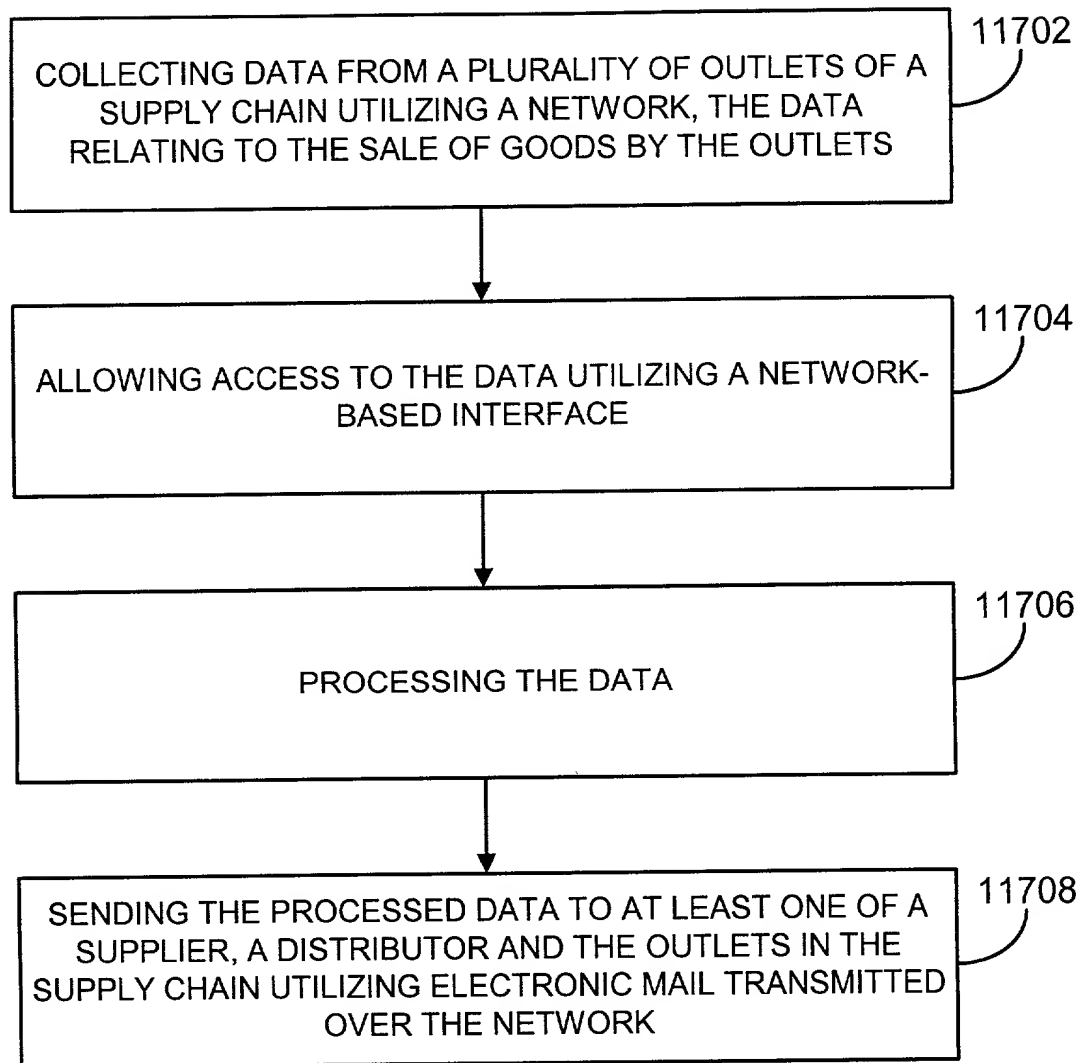 11702
COLLECTING DATA FROM A PLURALITY OF OUTLETS OF A
SUPPLY CHAIN UTILIZING A NETWORK, THE DATA
RELATING TO THE SALE OF GOODS BY THE OUTLETS
11704
ALLOWING ACCESS TO THE DATA UTILIZING A NETWORK-
BASED INTERFACE
11706
PROCESSING THE DATA
11708
SENDING THE PROCESSED DATA TO AT LEAST ONE OF A
SUPPLIER, A DISTRIBUTOR AND THE OUTLETS IN THE
SUPPLY CHAIN UTILIZING ELECTRONIC MAIL TRANSMITTED
OVER THE NETWORK